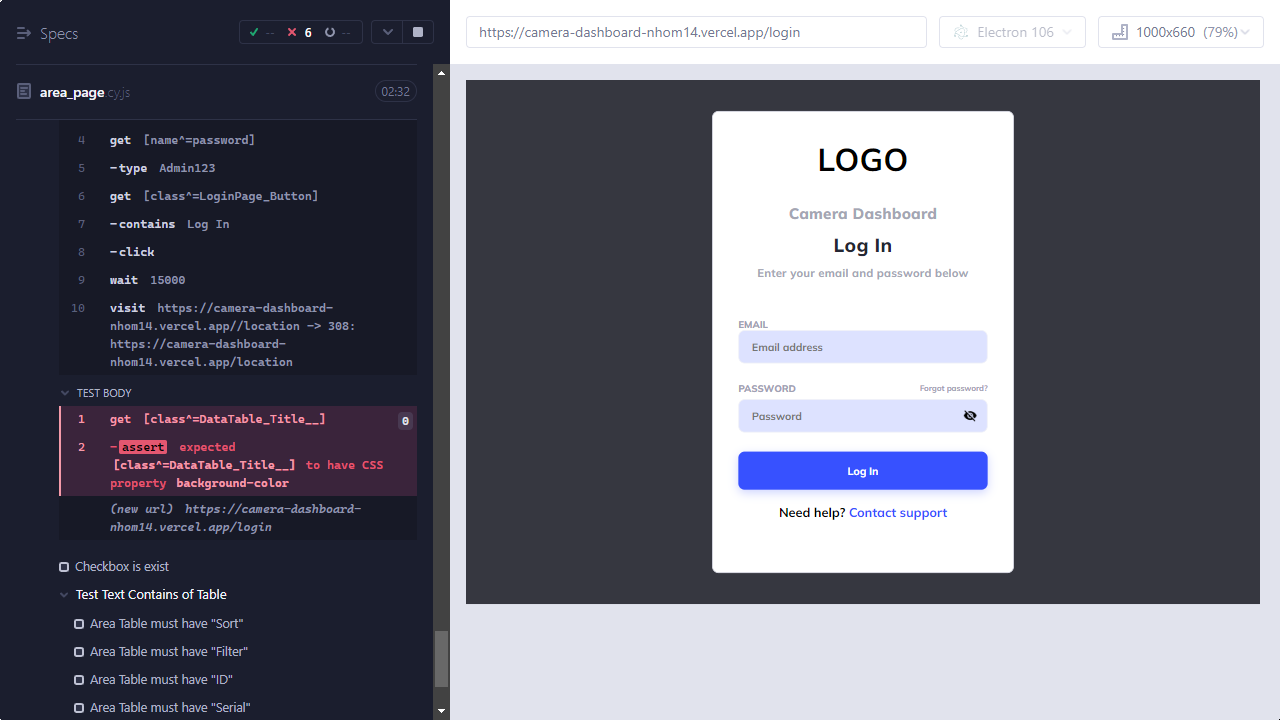 Specs
-- 6 --
area_page.cy.js
02:32
4 get [name^=password]
5 -type Admin123
6 get [class^=LoginPage_Button]
7 -contains Log In
8 -click
9 wait 15000
10 visit https://camera-dashboard-
nhom14.vercel.app//location -> 308:
https://camera-dashboard-
nhom14.vercel.app/location
TEST BODY
1 get [class^=DataTable_Title__] 0
2 -assert expected
[class^=DataTable_Title__] to have CSS
property background-color
(new url) https://camera-dashboard-
nhom14.vercel.app/login
Checkbox is exist
Test Text Contains of Table
Area Table must have "Sort"
Area Table must have "Filter"
Area Table must have "ID"
Area Table must have "Serial"
https://camera-dashboard-nhom14.vercel.app/login
Electron 106
1000x660 (79%)
LOGO
Camera Dashboard
Log In
Enter your email and password below
EMAIL
Email address
PASSWORD
Forgot password?
Password
Log In
Need help? Contact support